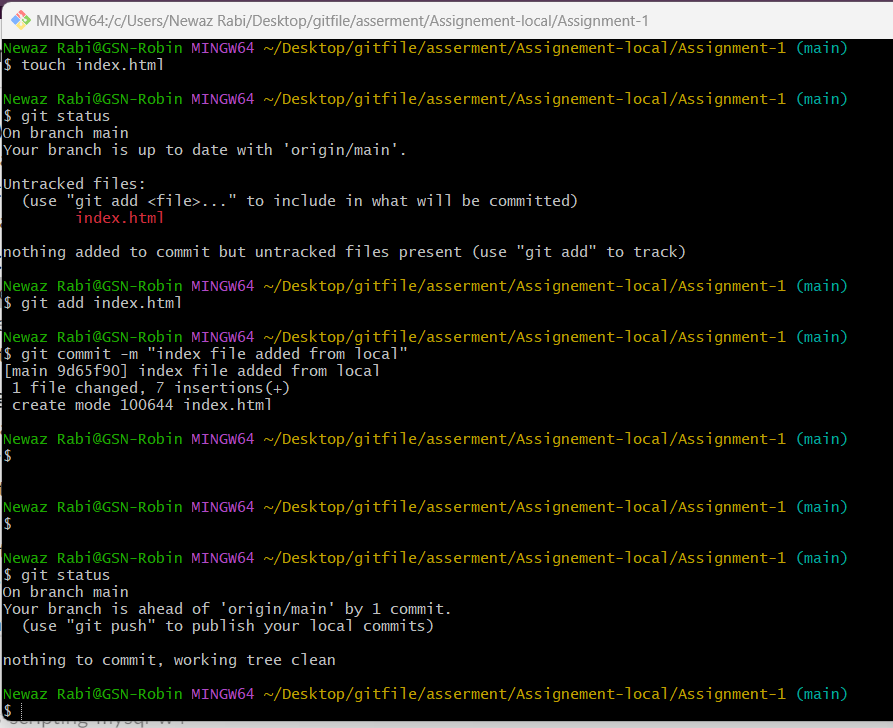 MINGW64:/c/Users/Newaz Rabi/Desktop/gitfile/asserment/Assignement-local/Assignment-1
Newaz Rabi@GSN-Robin MINGW64 ~/Desktop/gitfile/asserment/Assignement-local/Assignment-1 (main)
$ touch index.html
Newaz Rabi@GSN-Robin MINGW64 ~/Desktop/gitfile/asserment/Assignement-local/Assignment-1 (main)
$ git status
On branch main
Your branch is up to date with 'origin/main'.
Untracked files:
  (use "git add <file>..." to include in what will be committed)
        index.html
nothing added to commit but untracked files present (use "git add" to track)
Newaz Rabi@GSN-Robin MINGW64 ~/Desktop/gitfile/asserment/Assignement-local/Assignment-1 (main)
$ git add index.html
Newaz Rabi@GSN-Robin MINGW64 ~/Desktop/gitfile/asserment/Assignement-local/Assignment-1 (main)
$ git commit -m "index file added from local"
[main 9d65f90] index file added from local
 1 file changed, 7 insertions(+)
 create mode 100644 index.html
Newaz Rabi@GSN-Robin MINGW64 ~/Desktop/gitfile/asserment/Assignement-local/Assignment-1 (main)
$
Newaz Rabi@GSN-Robin MINGW64 ~/Desktop/gitfile/asserment/Assignement-local/Assignment-1 (main)
$
Newaz Rabi@GSN-Robin MINGW64 ~/Desktop/gitfile/asserment/Assignement-local/Assignment-1 (main)
$ git status
On branch main
Your branch is ahead of 'origin/main' by 1 commit.
  (use "git push" to publish your local commits)
nothing to commit, working tree clean
Newaz Rabi@GSN-Robin MINGW64 ~/Desktop/gitfile/asserment/Assignement-local/Assignment-1 (main)
$